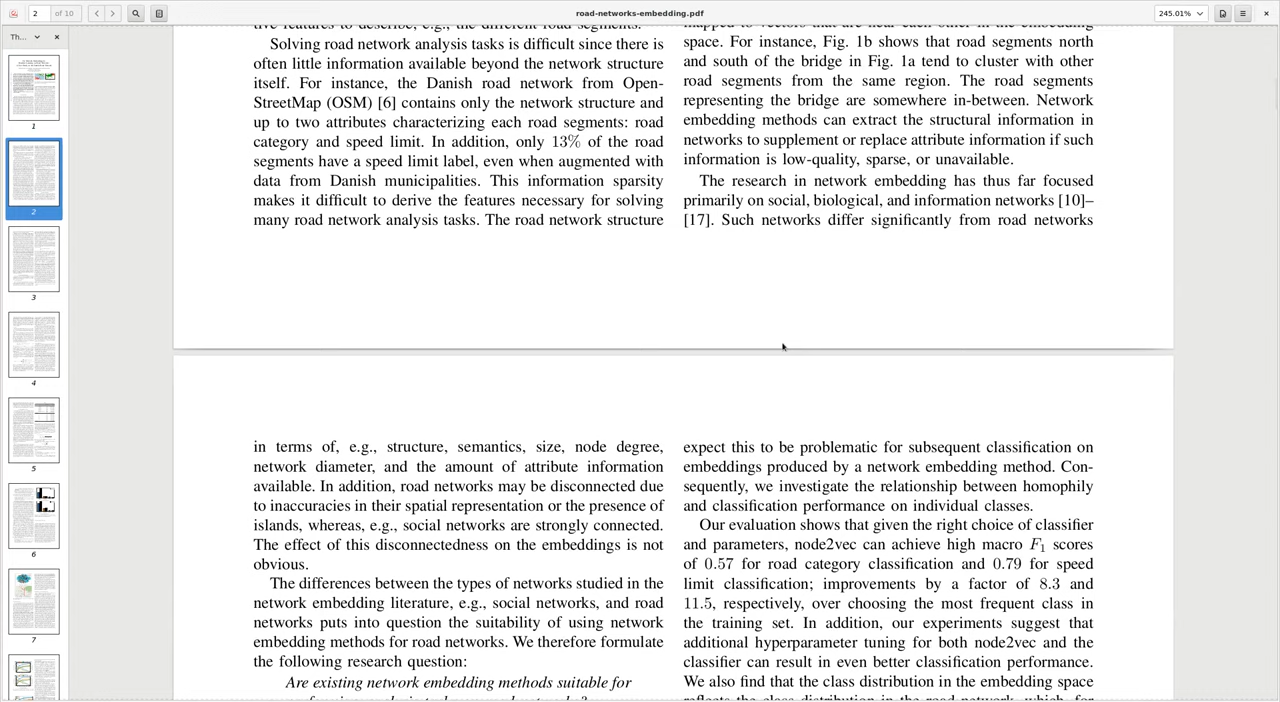 2
of 10
road-networks-embedding.pdf
245.01%
Th...
1
2
3
4
5
6
7
Solving road network analysis tasks is difficult since there is
often little information available beyond the network structure
itself. For instance, the Danish road network from Open-
StreetMap (OSM) [6] contains only the network structure and
up to two attributes characterizing each road segments: road
category and speed limit. In addition, only 13% of the road
segments have a speed limit label, even when augmented with
data from Danish municipalities. This information sparsity
makes it difficult to derive the features necessary for solving
many road network analysis tasks. The road network structure
space. For instance, Fig. 1b shows that road segments north
and south of the bridge in Fig. 1a tend to cluster with other
road segments from the same region. The road segments
representing the bridge are somewhere in-between. Network
embedding methods can extract the structural information in
networks to supplement or replace attribute information if such
information is low-quality, sparse, or unavailable.
The research in network embedding has thus far focused
primarily on social, biological, and information networks [10]–
[17]. Such networks differ significantly from road networks
in terms of, e.g., structure, semantics, size, node degree,
network diameter, and the amount of attribute information
available. In addition, road networks may be disconnected due
to inaccuracies in their spatial representation or the presence of
islands, whereas, e.g., social networks are strongly connected.
The effect of this disconnectedness on the embeddings is not
obvious.
The differences between the types of networks studied in the
network embedding literature, e.g., social networks, and road
networks puts into question the suitability of using network
embedding methods for road networks. We therefore formulate
the following research question:
Are existing network embedding methods suitable for
expect this to be problematic for subsequent classification on
embeddings produced by a network embedding method. Con-
sequently, we investigate the relationship between homophily
and classification performance on individual classes.
Our evaluation shows that given the right choice of classifier
and parameters, node2vec can achieve high macro F1 scores
of 0.57 for road category classification and 0.79 for speed
limit classification; improvements by a factor of 8.3 and
11.5, respectively, over choosing the most frequent class in
the training set. In addition, our experiments suggest that
additional hyperparameter tuning for both node2vec and the
classifier can result in even better classification performance.
We also find that the class distribution in the embedding space